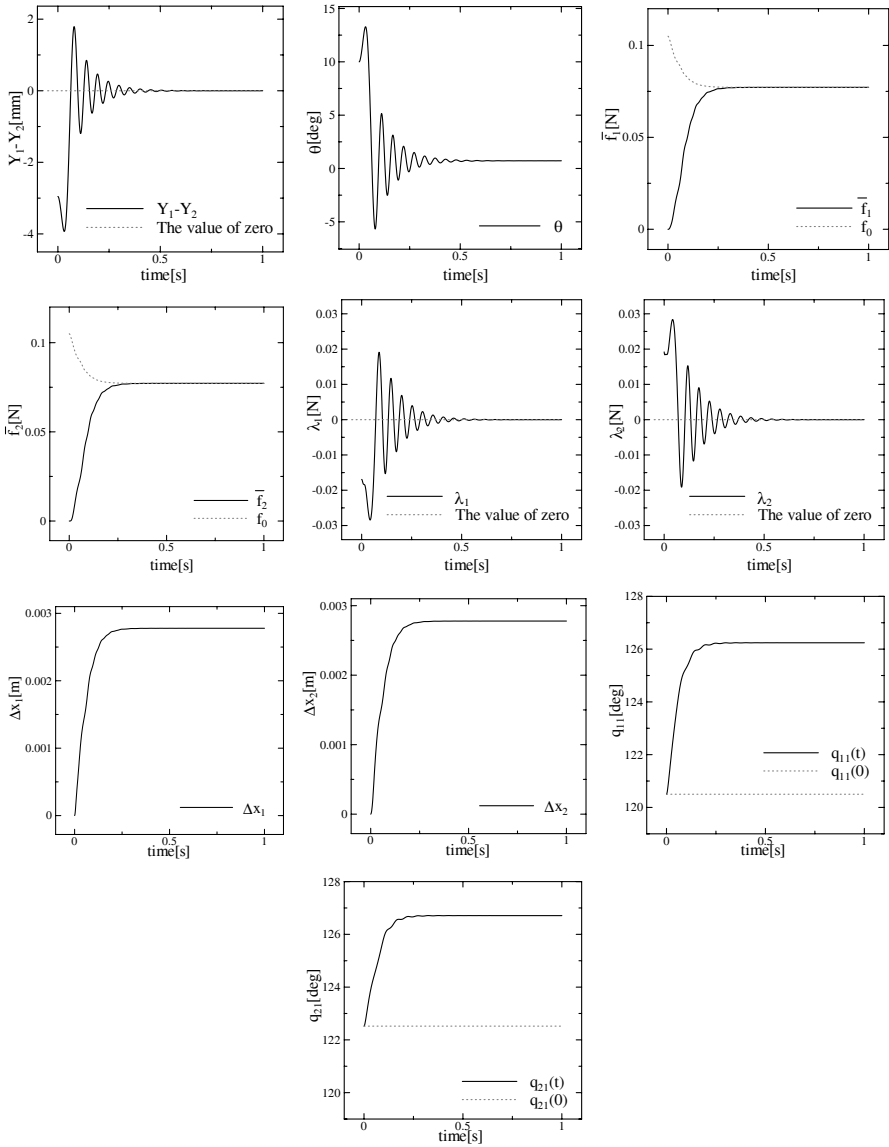 2
0
-2
-4
Y₁-Y₂[mm]
Y₁-Y₂
The value of zero
0
0.5
1
time[s]
15
10
5
0
-5
θ[deg]
θ
0
0.5
1
time[s]
0.1
0.05
0
f̅₁[N]
f̅₁
f₀
0
0.5
1
time[s]
0.1
0.05
0
f̅₂[N]
f̅₂
f₀
0
0.5
1
time[s]
0.03
0.02
0.01
0
-0.01
-0.02
-0.03
λ₁[N]
λ₁
The value of zero
0
0.5
1
time[s]
0.03
0.02
0.01
0
-0.01
-0.02
-0.03
λ₂[N]
λ₂
The value of zero
0
0.5
1
time[s]
0.003
0.002
0.001
0
Δx₁[m]
Δx₁
0
0.5
1
time[s]
0.003
0.002
0.001
0
Δx₂[m]
Δx₂
0
0.5
1
time[s]
128
126
124
122
120
q₁₁[deg]
q₁₁(t)
q₁₁(0)
0
0.5
1
time[s]
128
126
124
122
120
q₂₁[deg]
q₂₁(t)
q₂₁(0)
0
0.5
1
time[s]